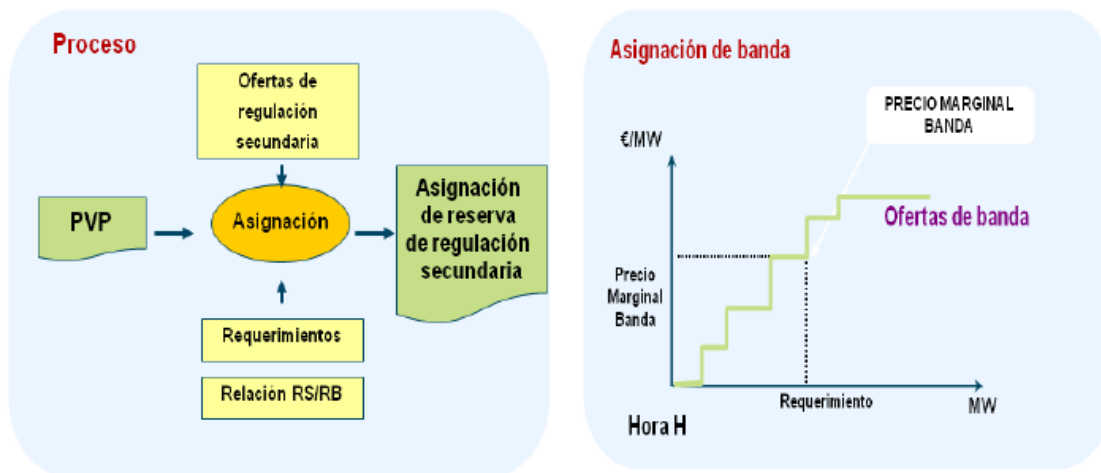 Proceso
Ofertas de
regulación
secundaria
PVP
Asignación
Asignación
de reserva
de regulación
secundaria
Requerimientos
Relación RS/RB
Asignación de banda
PRECIO MARGINAL
BANDA
€/MW
Ofertas de banda
Precio
Marginal
Banda
Requerimiento
MW
Hora H